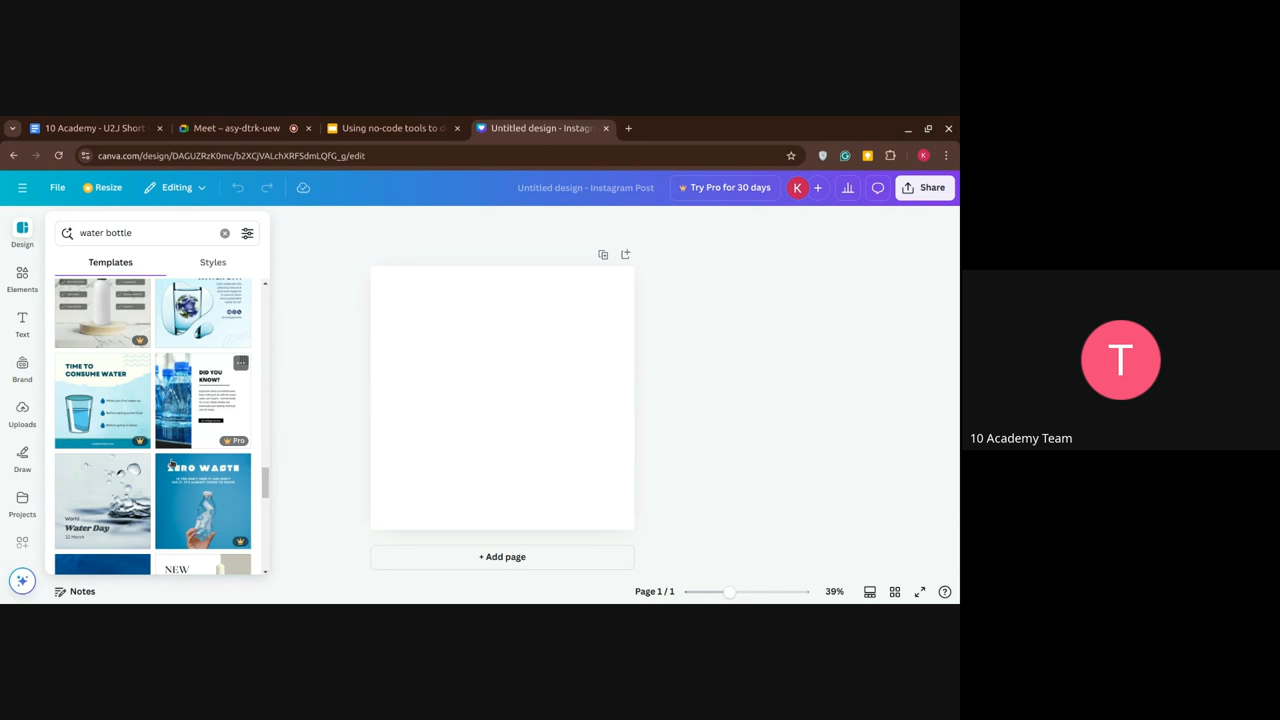 10 Academy - U2J Short
Meet – asy-dtrk-uew
Using no-code tools to d
Untitled design - Instagr
canva.com/design/DAGUZRzK0mc/b2XCjVALchXRFSdmLQfG_g/edit
K
File
Resize
Editing
Untitled design - Instagram Post
Try Pro for 30 days
K
Share
Design
Elements
Text
Brand
Uploads
Draw
Projects
water bottle
Templates
Styles
TIME TO
CONSUME WATER
DID YOU
KNOW?
Pro
World
Water Day
22 March
ZERO WASTE
NEW
+ Add page
Notes
Page 1 / 1
39%
T
10 Academy Team